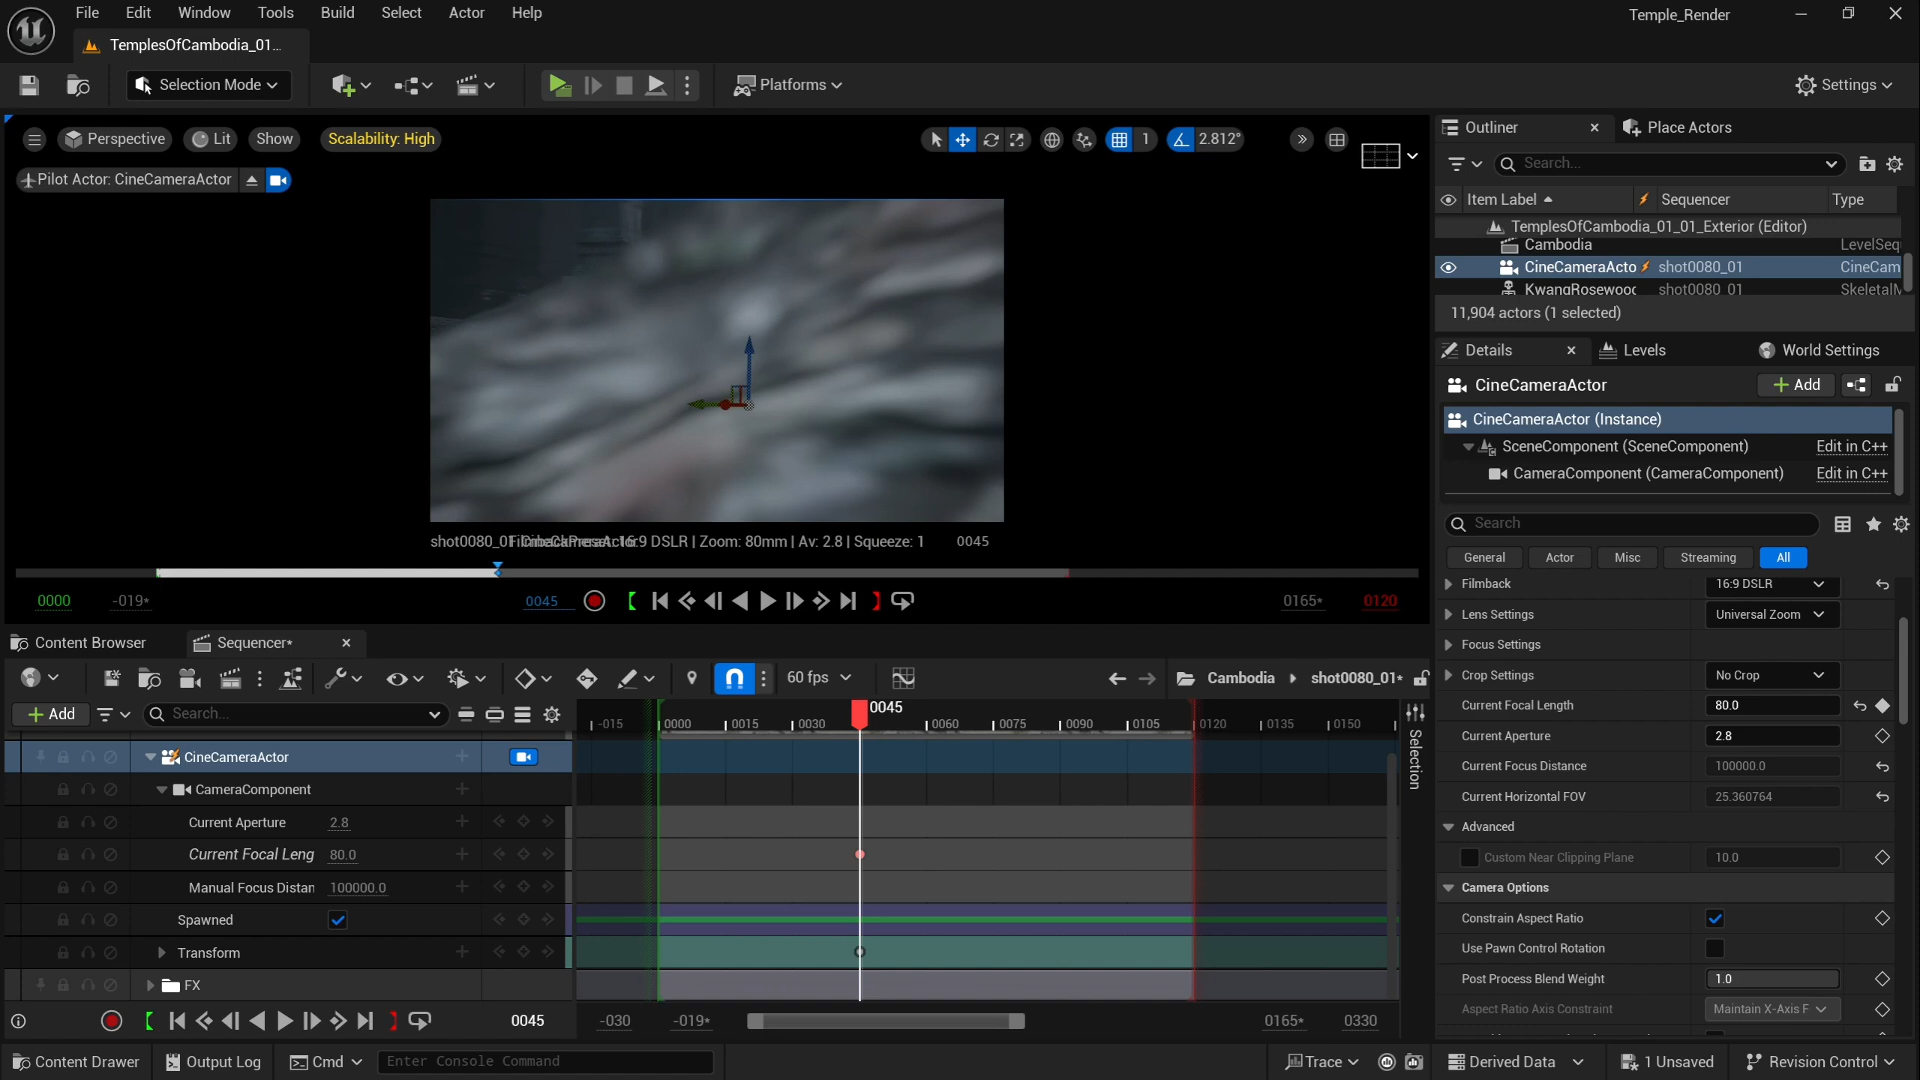 File Edit Window Tools Build Select Actor Help
Temple_Render
TemplesOfCambodia_01...
Selection Mode
Platforms
Settings
Perspective Lit Show Scalability: High
1 2.812°
Pilot Actor: CineCameraActor
16:9 DSLR | Zoom: 80mm | Av: 2.8 | Squeeze: 1 0045
0000 -019* 0045 0165* 0120
Content Browser Sequencer*
60 fps Cambodia shot0080_01*
Add Search...
-015 0000 0015 0030 0045 0060 0075 0090 0105 0120 0135 0150
Selection
CineCameraActor
CameraComponent
Current Aperture 2.8
Current Focal Leng 80.0
Manual Focus Distan 100000.0
Spawned
Transform
FX
0045 -030 -019* 0165* 0330
Outliner Place Actors
Search...
Item Label Sequencer Type
TemplesOfCambodia_01_01_Exterior (Editor)
Cambodia LevelSeq
CineCameraActo shot0080_01 CineCam
KwangRosewood shot0080_01 SkeletalM
11,904 actors (1 selected)
Details Levels World Settings
CineCameraActor Add
CineCameraActor (Instance)
SceneComponent (SceneComponent) Edit in C++
CameraComponent (CameraComponent) Edit in C++
Search
General Actor Misc Streaming All
Filmback 16:9 DSLR
Lens Settings Universal Zoom
Focus Settings
Crop Settings No Crop
Current Focal Length 80.0
Current Aperture 2.8
Current Focus Distance 100000.0
Current Horizontal FOV 25.360764
Advanced
Custom Near Clipping Plane 10.0
Camera Options
Constrain Aspect Ratio
Use Pawn Control Rotation
Post Process Blend Weight 1.0
Aspect Ratio Axis Constraint Maintain X-Axis F
Content Drawer Output Log Cmd Enter Console Command Trace Derived Data 1 Unsaved Revision Control